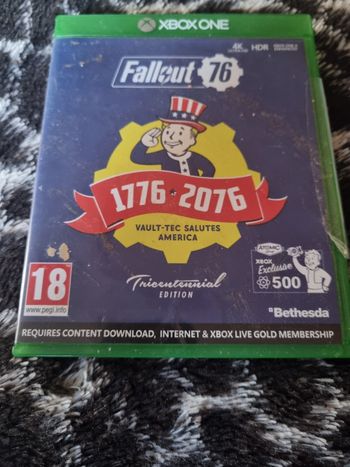 XBOX ONE
4K HDR
Fallout 76
1776 ★ 2076
VAULT-TEC SALUTES
AMERICA
Tricentennial
EDITION
ATOMIC
XBOX
Exclusive
500
18
www.pegi.info
Bethesda
REQUIRES CONTENT DOWNLOAD, INTERNET & XBOX LIVE GOLD MEMBERSHIP